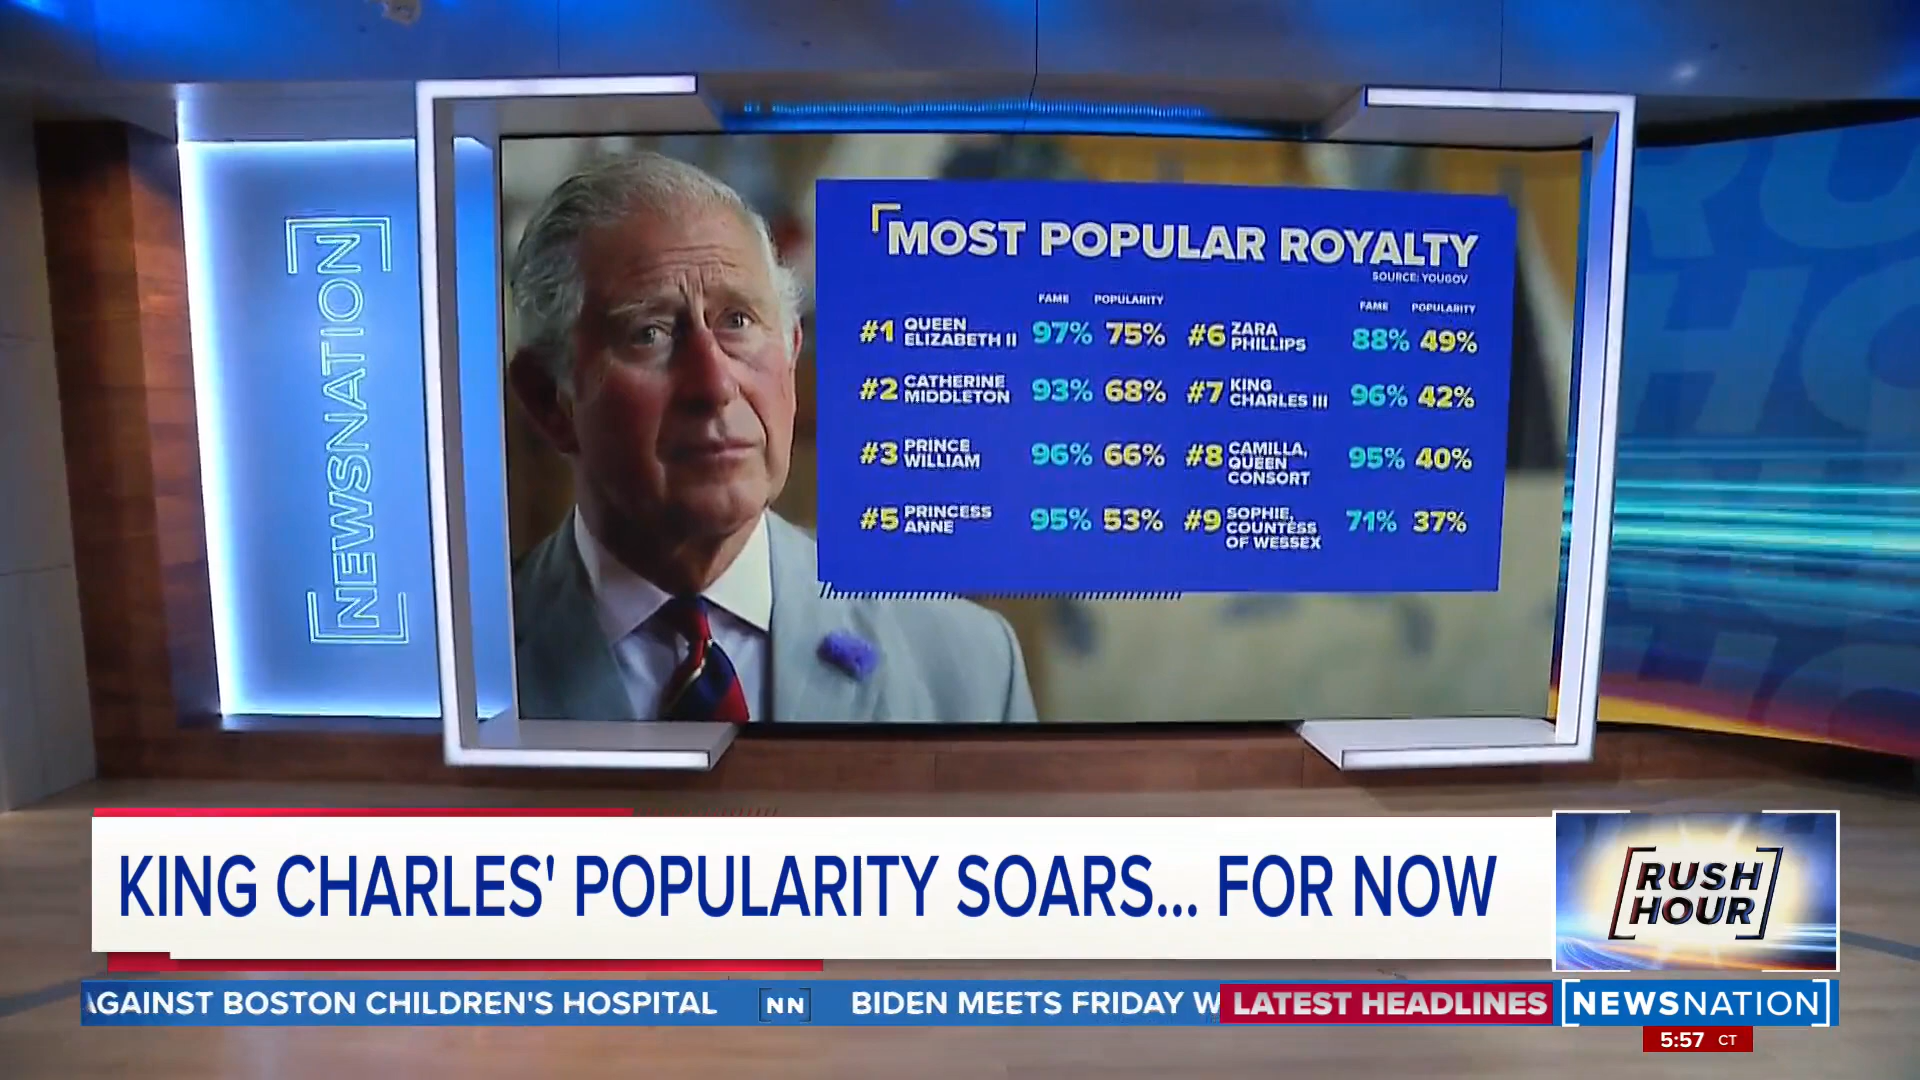 [NEWSNATION]
MOST POPULAR ROYALTY
SOURCE: YOUGOV
FAME POPULARITY
#1 QUEEN ELIZABETH II 97% 75%
#2 CATHERINE MIDDLETON 93% 68%
#3 PRINCE WILLIAM 96% 66%
#5 PRINCESS ANNE 95% 53%
FAME POPULARITY
#6 ZARA PHILLIPS 88% 49%
#7 KING CHARLES III 96% 42%
#8 CAMILLA, QUEEN CONSORT 95% 40%
#9 SOPHIE, COUNTESS OF WESSEX 71% 37%
KING CHARLES' POPULARITY SOARS... FOR NOW
RUSH
HOUR
AGAINST BOSTON CHILDREN'S HOSPITAL [NN] BIDEN MEETS FRIDAY W
LATEST HEADLINES
[NEWSNATION]
5:57 CT